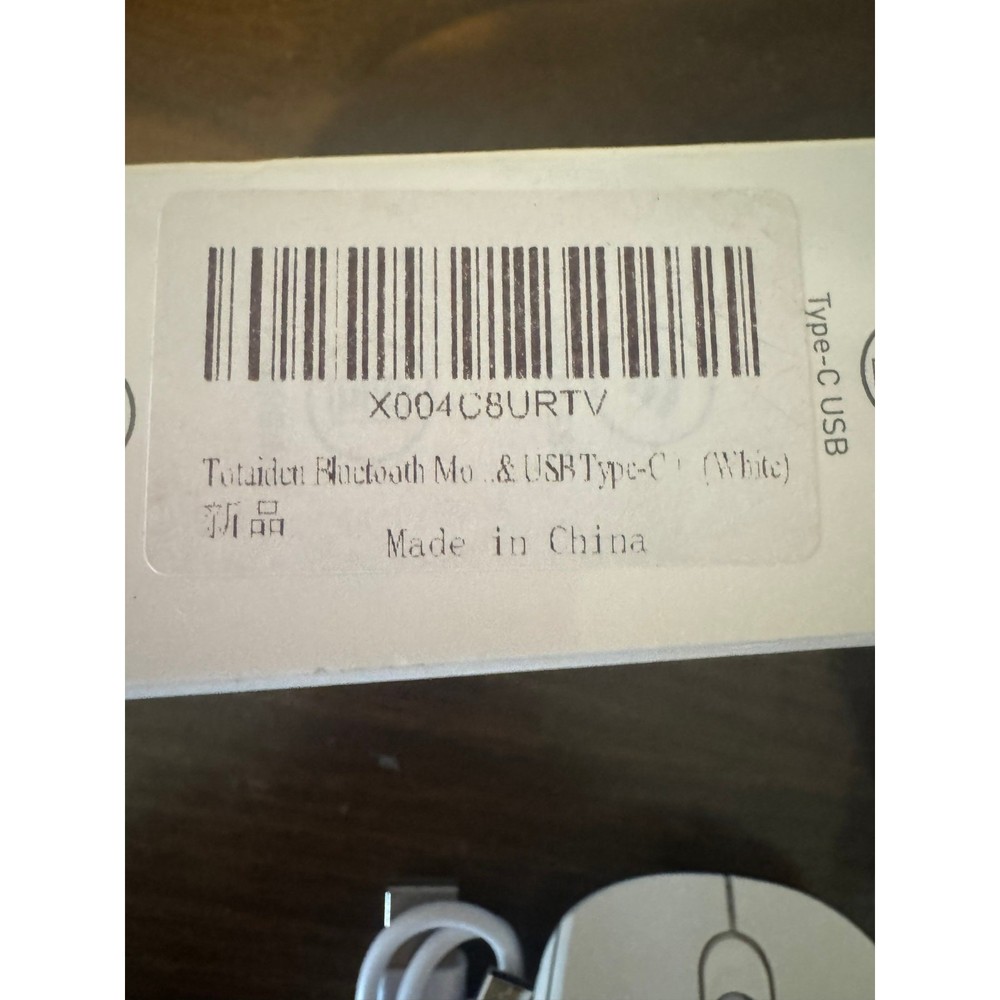 X004C8URTV
Totaiden Bluetooth Mo...& USB Type-C (White)
新品
Made in China
Type-C USB